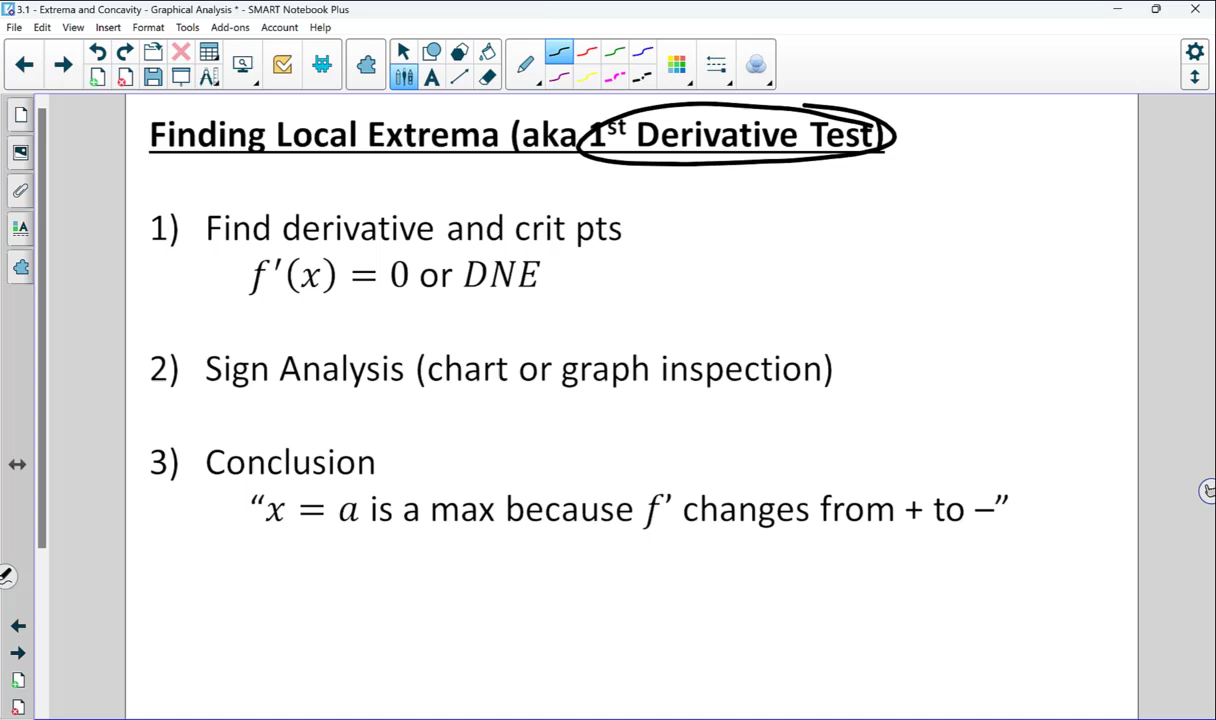 3.1 - Extrema and Concavity - Graphical Analysis * - SMART Notebook Plus
File Edit View Insert Format Tools Add-ons Account Help
Finding Local Extrema (aka 1st Derivative Test)
1) Find derivative and crit pts
f′(x) = 0 or DNE
2) Sign Analysis (chart or graph inspection)
3) Conclusion
“x = a is a max because f’ changes from + to –”